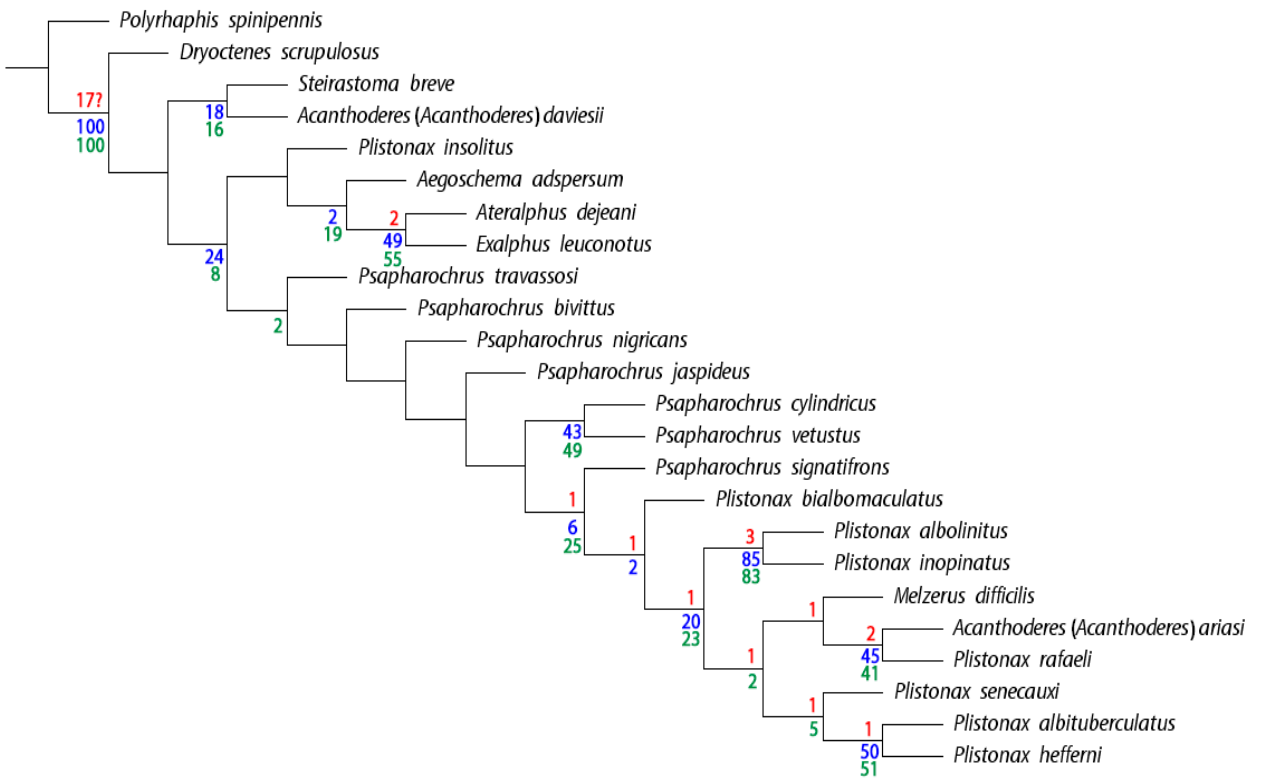 Polyrhaphis spinipennis
Dryoctenes scrupulosus
Steirastoma breve
17?
18
100
Acanthoderes (Acanthoderes) daviesii
16
100
Plistonax insolitus
Aegoschema adspersum
2
2
Ateralphus dejeani
19
49
Exalphus leuconotus
24
55
8
Psapharochrus travassosi
Psapharochrus bivittus
2
Psapharochrus nigricans
Psapharochrus jaspideus
Psapharochrus cylindricus
43
Psapharochrus vetustus
49
Psapharochrus signatifrons
1
Plistonax bialbomaculatus
6
25
1
3
Plistonax albolinitus
2
85
Plistonax inopinatus
83
1
Melzerus difficilis
20
1
23
2
Acanthoderes (Acanthoderes) ariasi
1
45
Plistonax rafaeli
2
41
1
Plistonax senecauxi
5
1
Plistonax albituberculatus
50
Plistonax hefferni
51